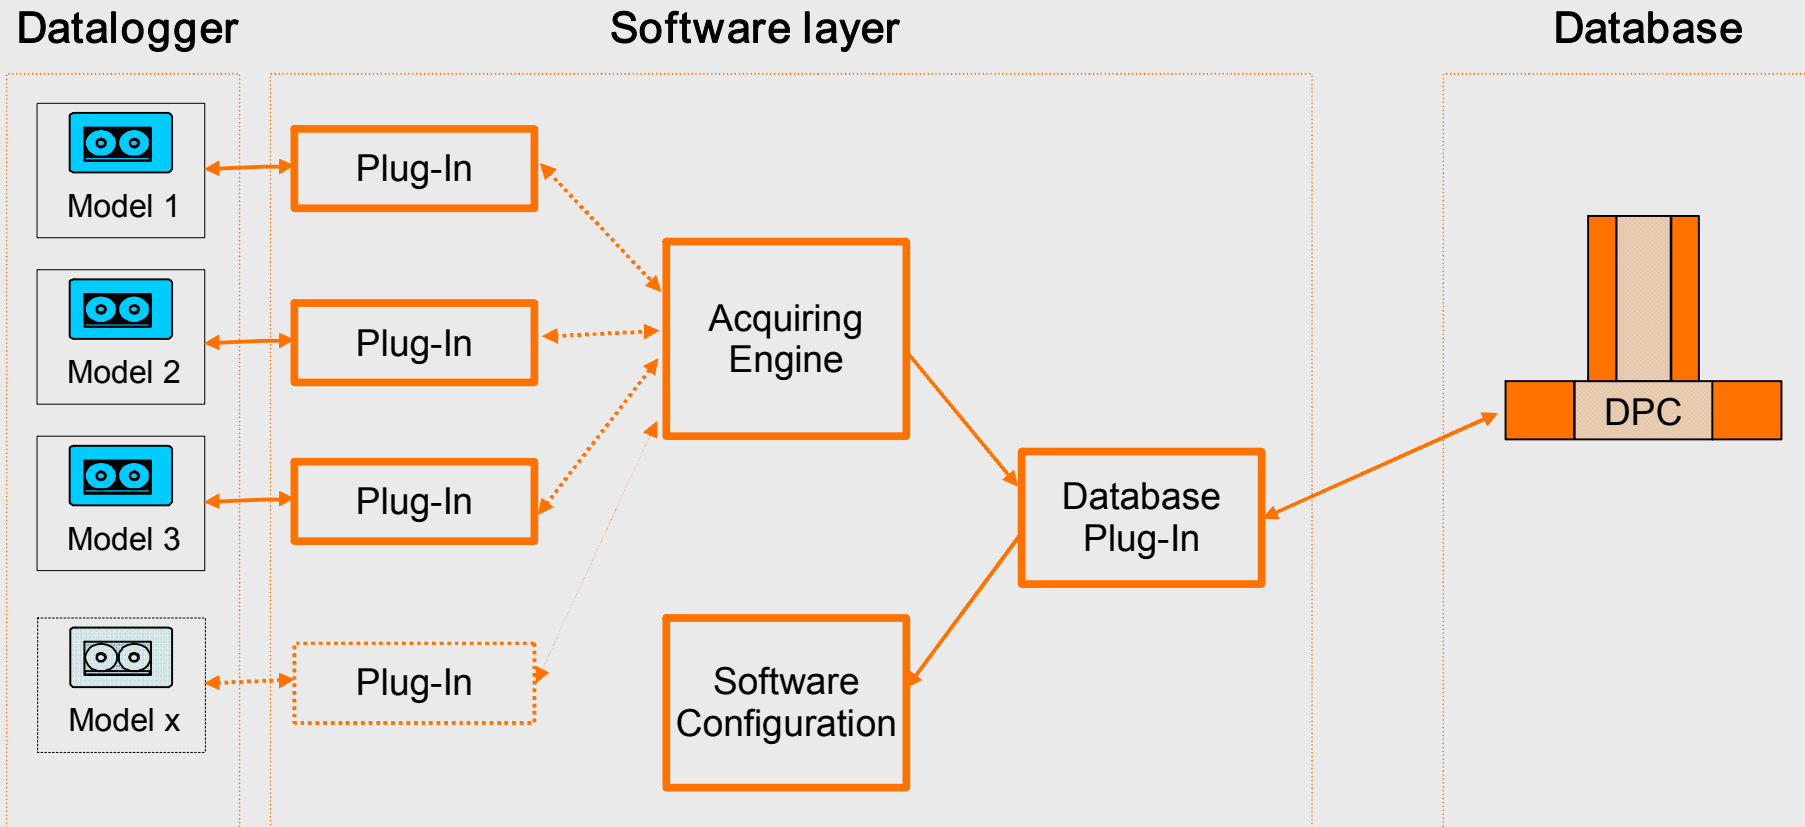 Datalogger
Software layer
Database
Model 1
Plug-In
Model 2
Plug-In
Model 3
Plug-In
Model x
Plug-In
Acquiring
Engine
Software
Configuration
Database
Plug-In
DPC